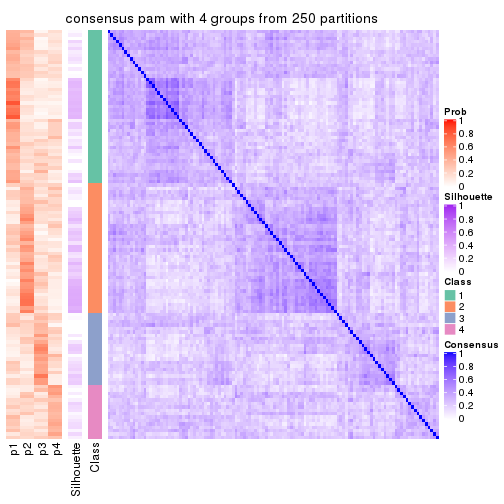 consensus pam with 4 groups from 250 partitions
Prob
1
0.8
0.6
0.4
0.2
0
Silhouette
1
0.8
0.6
0.4
0.2
0
Class
1
2
3
4
Consensus
1
0.8
0.6
0.4
0.2
0
p1
p2
p3
p4
Silhouette
Class